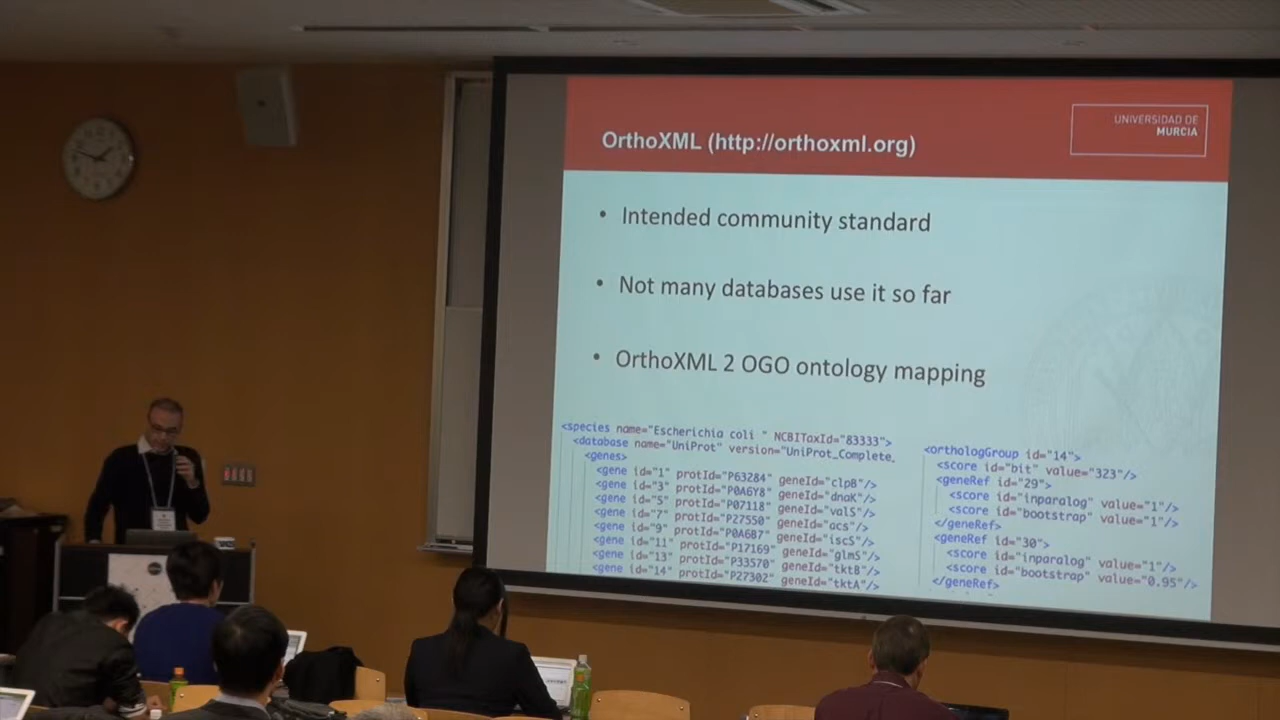 OrthoXML (http://orthoxml.org)
UNIVERSIDAD DE
MURCIA
• Intended community standard
• Not many databases use it so far
• OrthoXML 2 OGO ontology mapping
<species name="Escherichia coli " NCBITaxId="83333">
<database name="UniProt" version="UniProt_Complete_
<genes>
<gene id="1" protId="P63284" geneId="clpB"/>
<gene id="3" protId="P0A6Y8" geneId="dnaK"/>
<gene id="5" protId="P07118" geneId="valS"/>
<gene id="7" protId="P27550" geneId="acs"/>
<gene id="9" protId="P0A6B7" geneId="iscS"/>
<gene id="11" protId="P17169" geneId="glmS"/>
<gene id="13" protId="P33570" geneId="tktB"/>
<gene id="14" protId="P27302" geneId="tktA"/>
<orthologGroup id="14">
<score id="bit" value="323"/>
<geneRef id="29">
<score id="inparalog" value="1"/>
<score id="bootstrap" value="1"/>
</geneRef>
<geneRef id="30">
<score id="inparalog" value="1"/>
<score id="bootstrap" value="0.95"/>
</geneRef>